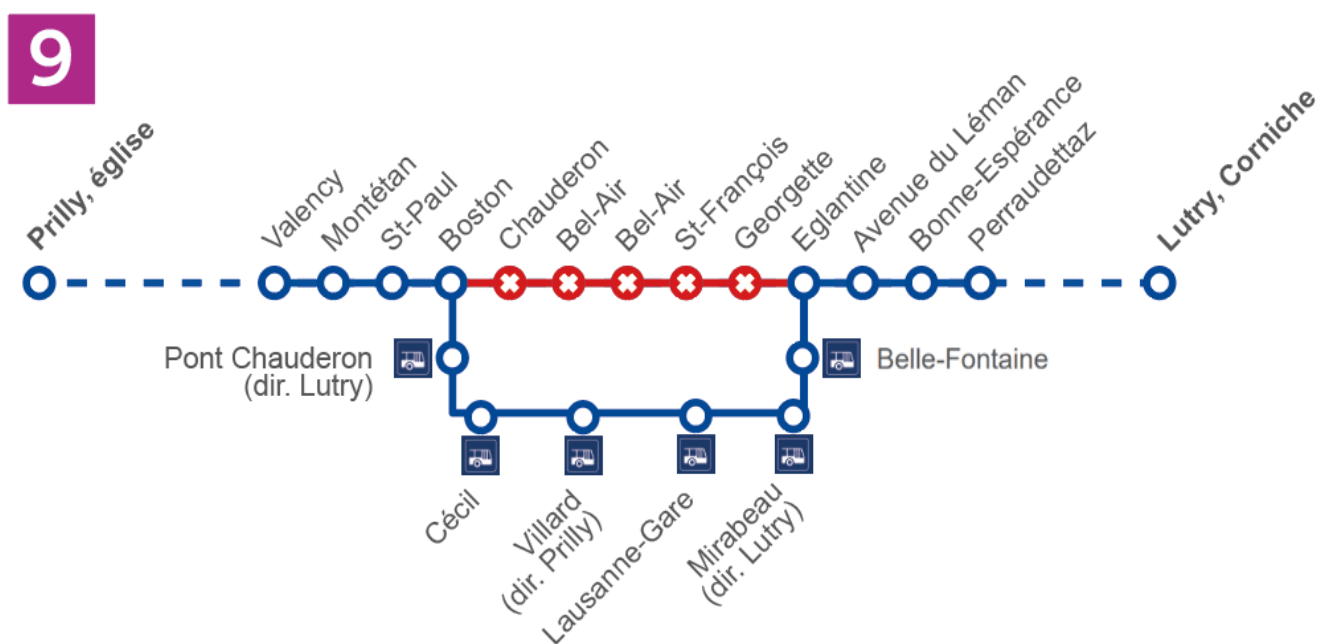 9
Prilly, église
Valency
Montétan
St-Paul
Boston
Chauderon
Bel-Air
Bel-Air
St-François
Georgette
Eglantine
Avenue du Léman
Bonne-Espérance
Perraudettaz
Lutry, Corniche
Pont Chauderon
(dir. Lutry)
Belle-Fontaine
Cécil
Villard
(dir. Prilly)
Lausanne-Gare
Mirabeau
(dir. Lutry)